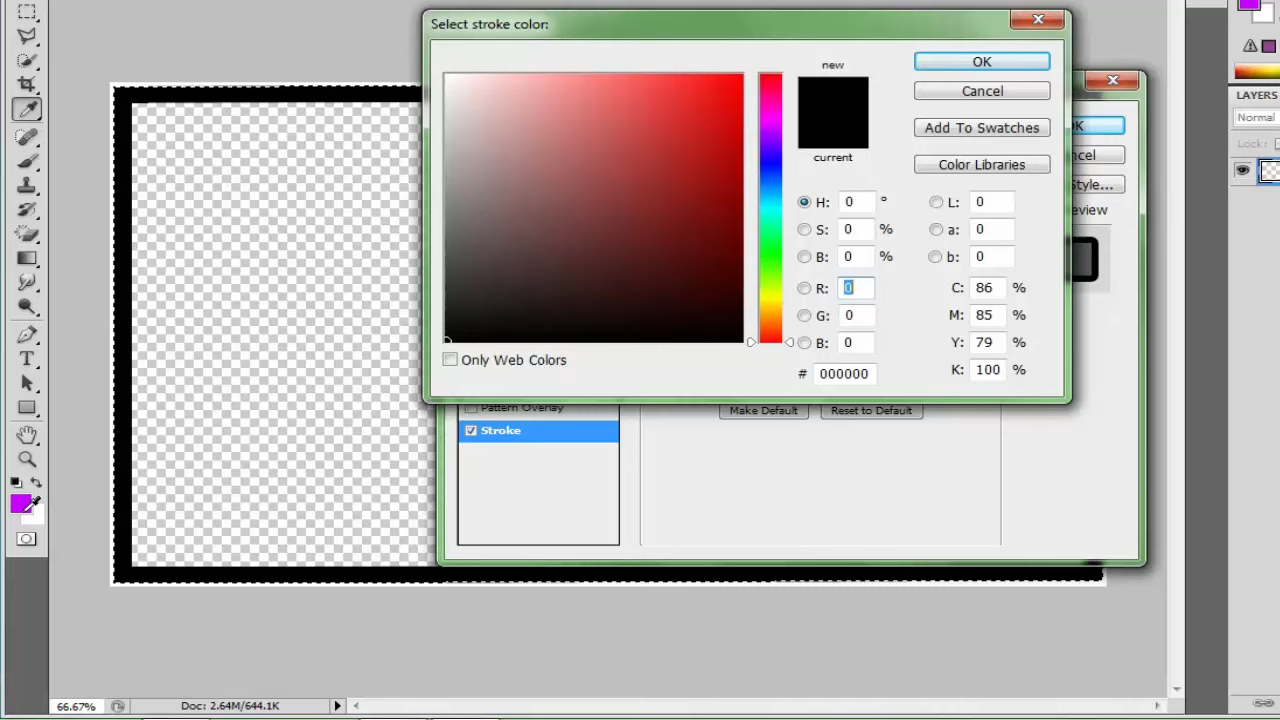 Select stroke color:
new
current
OK
Cancel
Add To Swatches
Color Libraries
H: 0 °
S: 0 %
B: 0 %
R: 0
G: 0
B: 0
# 000000
L: 0
a: 0
b: 0
C: 86 %
M: 85 %
Y: 79 %
K: 100 %
Only Web Colors
OK
ncel
Style...
eview
Pattern Overlay
Stroke
Make Default
Reset to Default
LAYERS
Normal
Lock:
T
66.67%
Doc: 2.64M/644.1K